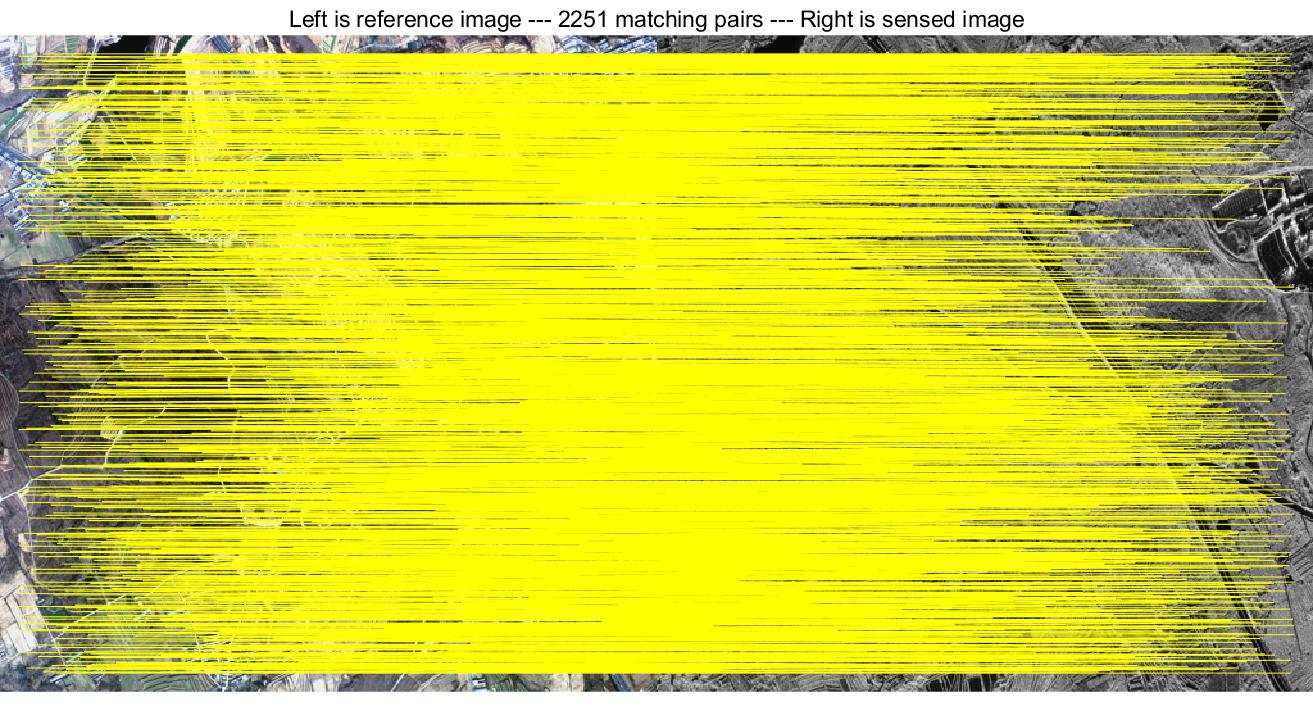 Left is reference image --- 2251 matching pairs --- Right is sensed image